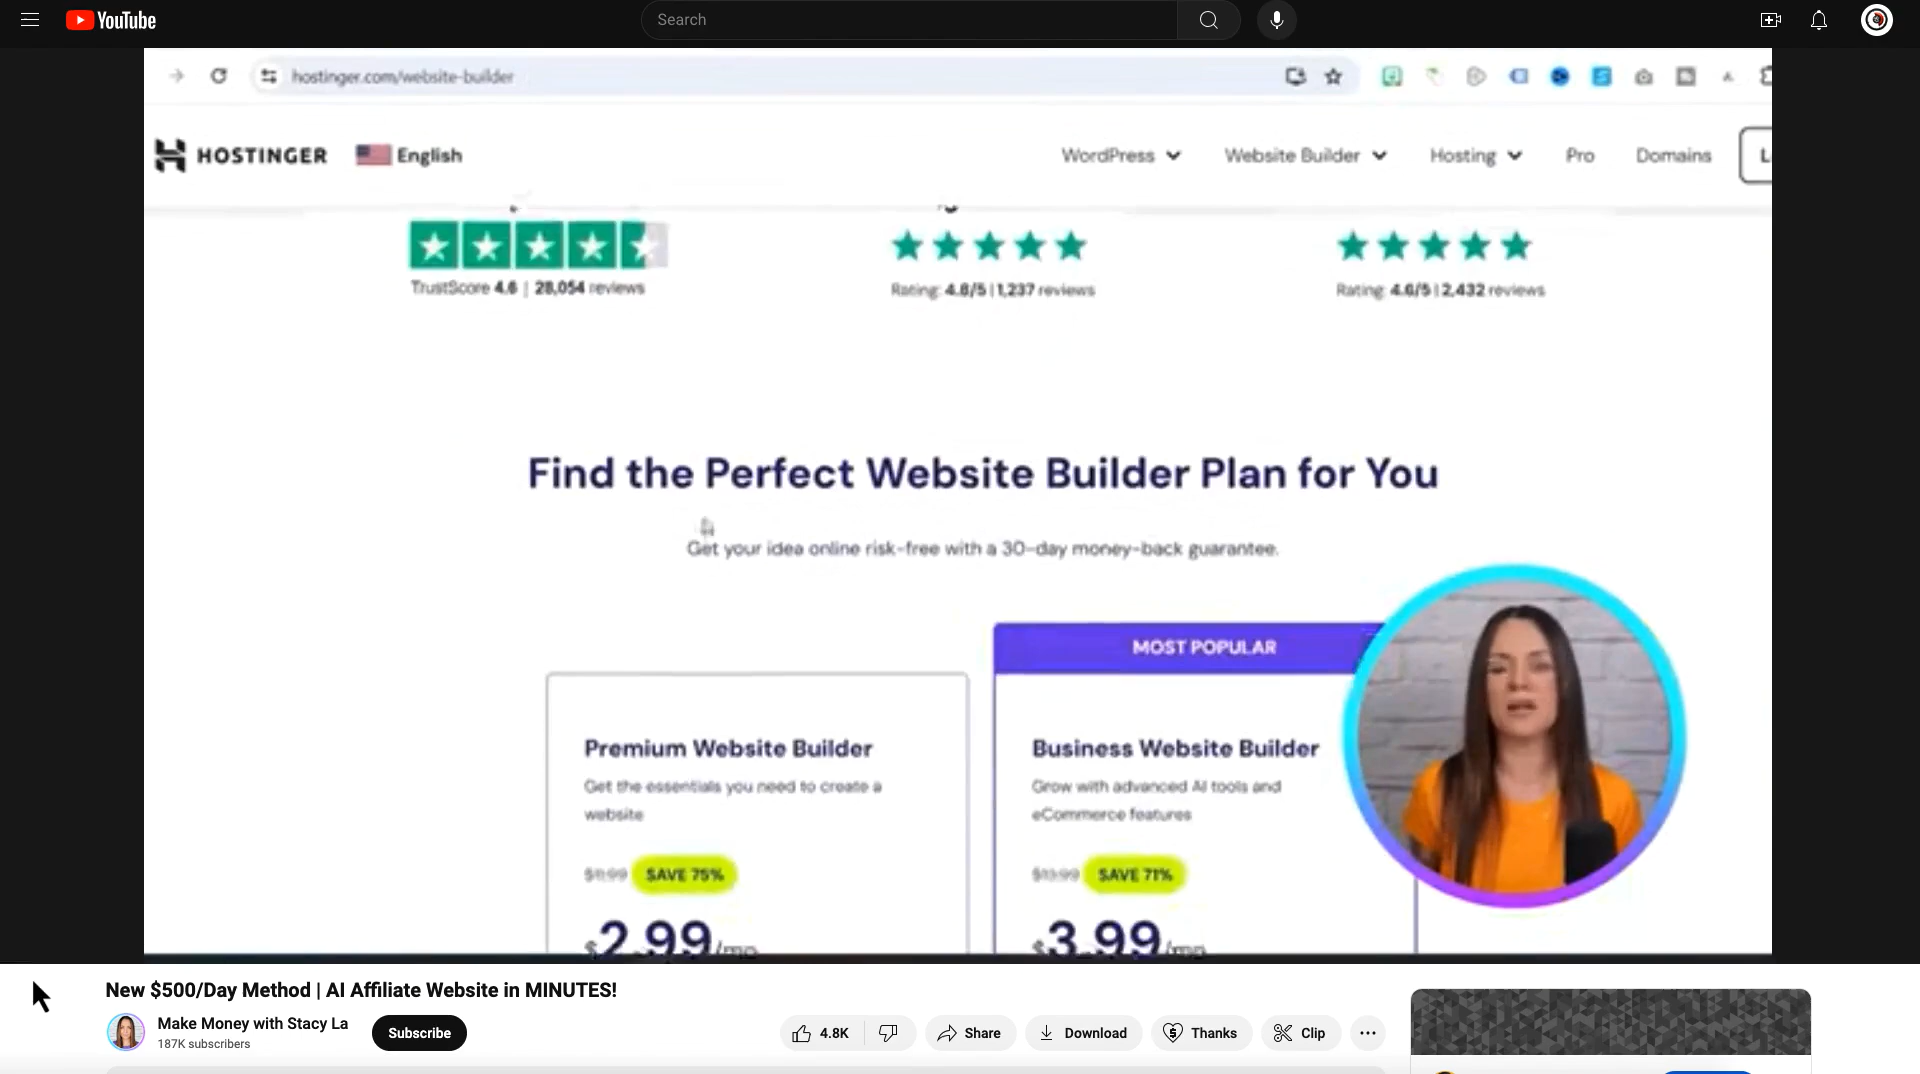 YouTube
Search
hostinger.com/website-builder
HOSTINGER
English
WordPress
Website Builder
Hosting
Pro
Domains
TrustScore 4.6 | 28,054 reviews
Rating: 4.8/5 | 1,237 reviews
Rating: 4.6/5 | 2,432 reviews
Find the Perfect Website Builder Plan for You
Get your idea online risk-free with a 30-day money-back guarantee.
MOST POPULAR
Premium Website Builder
Get the essentials you need to create a
website
$11.99 SAVE 75%
$2.99/mo
Business Website Builder
Grow with advanced AI tools and
eCommerce features
$13.99 SAVE 71%
$3.99/mo
New $500/Day Method | AI Affiliate Website in MINUTES!
Make Money with Stacy La
187K subscribers
Subscribe
4.8K
Share
Download
Thanks
Clip